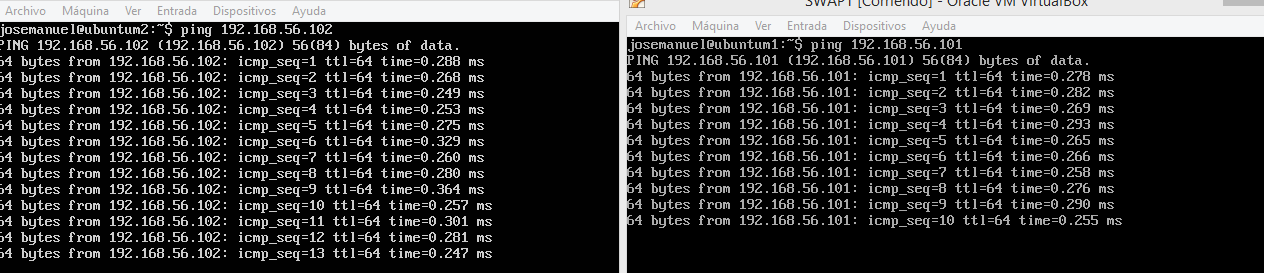 Archivo Máquina Ver Entrada Dispositivos Ayuda
josemanuel@ubuntum2:~$ ping 192.168.56.102
PING 192.168.56.102 (192.168.56.102) 56(84) bytes of data.
64 bytes from 192.168.56.102: icmp_seq=1 ttl=64 time=0.288 ms
64 bytes from 192.168.56.102: icmp_seq=2 ttl=64 time=0.268 ms
64 bytes from 192.168.56.102: icmp_seq=3 ttl=64 time=0.249 ms
64 bytes from 192.168.56.102: icmp_seq=4 ttl=64 time=0.253 ms
64 bytes from 192.168.56.102: icmp_seq=5 ttl=64 time=0.275 ms
64 bytes from 192.168.56.102: icmp_seq=6 ttl=64 time=0.329 ms
64 bytes from 192.168.56.102: icmp_seq=7 ttl=64 time=0.260 ms
64 bytes from 192.168.56.102: icmp_seq=8 ttl=64 time=0.280 ms
64 bytes from 192.168.56.102: icmp_seq=9 ttl=64 time=0.364 ms
64 bytes from 192.168.56.102: icmp_seq=10 ttl=64 time=0.257 ms
64 bytes from 192.168.56.102: icmp_seq=11 ttl=64 time=0.301 ms
64 bytes from 192.168.56.102: icmp_seq=12 ttl=64 time=0.281 ms
64 bytes from 192.168.56.102: icmp_seq=13 ttl=64 time=0.247 ms
SWAP1 [Corriendo] - Oracle VM VirtualBox
Archivo Máquina Ver Entrada Dispositivos Ayuda
josemanuel@ubuntum1:~$ ping 192.168.56.101
PING 192.168.56.101 (192.168.56.101) 56(84) bytes of data.
64 bytes from 192.168.56.101: icmp_seq=1 ttl=64 time=0.278 ms
64 bytes from 192.168.56.101: icmp_seq=2 ttl=64 time=0.282 ms
64 bytes from 192.168.56.101: icmp_seq=3 ttl=64 time=0.269 ms
64 bytes from 192.168.56.101: icmp_seq=4 ttl=64 time=0.293 ms
64 bytes from 192.168.56.101: icmp_seq=5 ttl=64 time=0.265 ms
64 bytes from 192.168.56.101: icmp_seq=6 ttl=64 time=0.266 ms
64 bytes from 192.168.56.101: icmp_seq=7 ttl=64 time=0.258 ms
64 bytes from 192.168.56.101: icmp_seq=8 ttl=64 time=0.276 ms
64 bytes from 192.168.56.101: icmp_seq=9 ttl=64 time=0.290 ms
64 bytes from 192.168.56.101: icmp_seq=10 ttl=64 time=0.255 ms